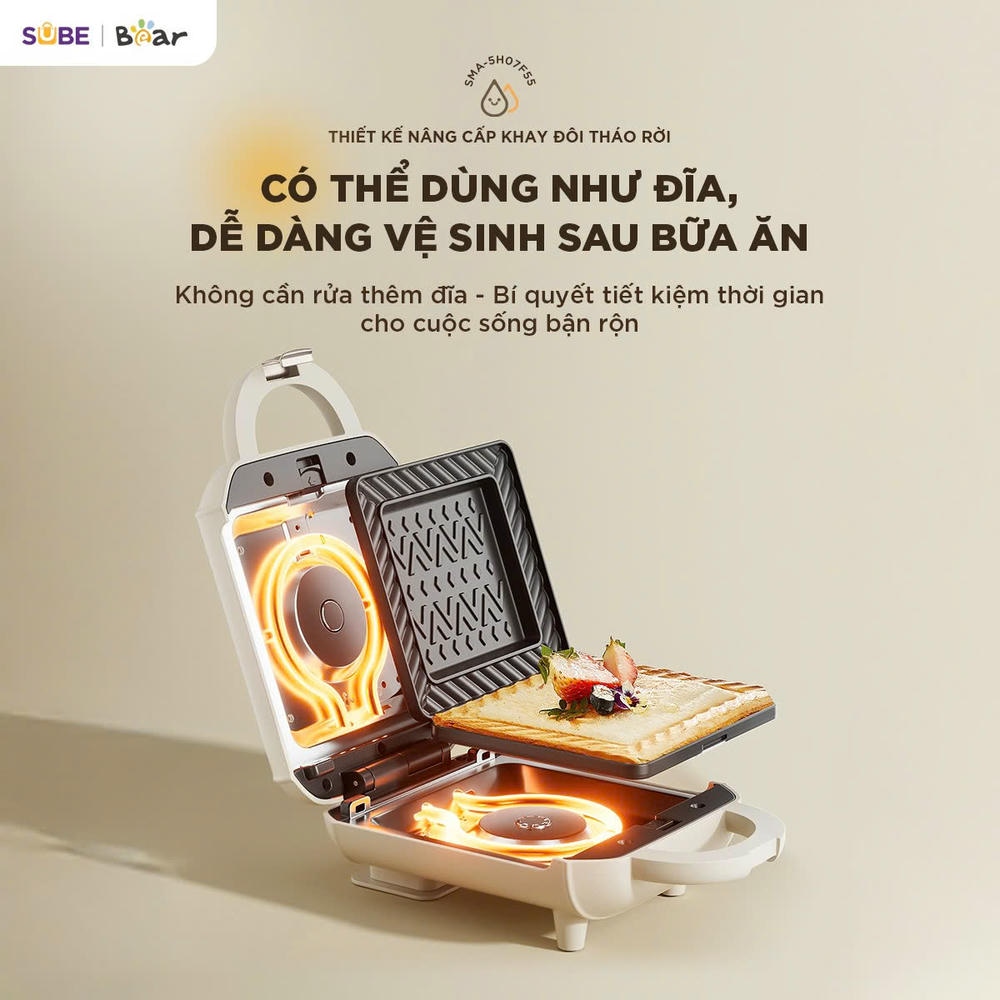 SUBE | Bear
SMA-5H07F55
THIẾT KẾ NÂNG CẤP KHAY ĐÔI THÁO RỜI
CÓ THỂ DÙNG NHƯ ĐĨA,
DỄ DÀNG VỆ SINH SAU BỮA ĂN
Không cần rửa thêm đĩa - Bí quyết tiết kiệm thời gian
cho cuộc sống bận rộn